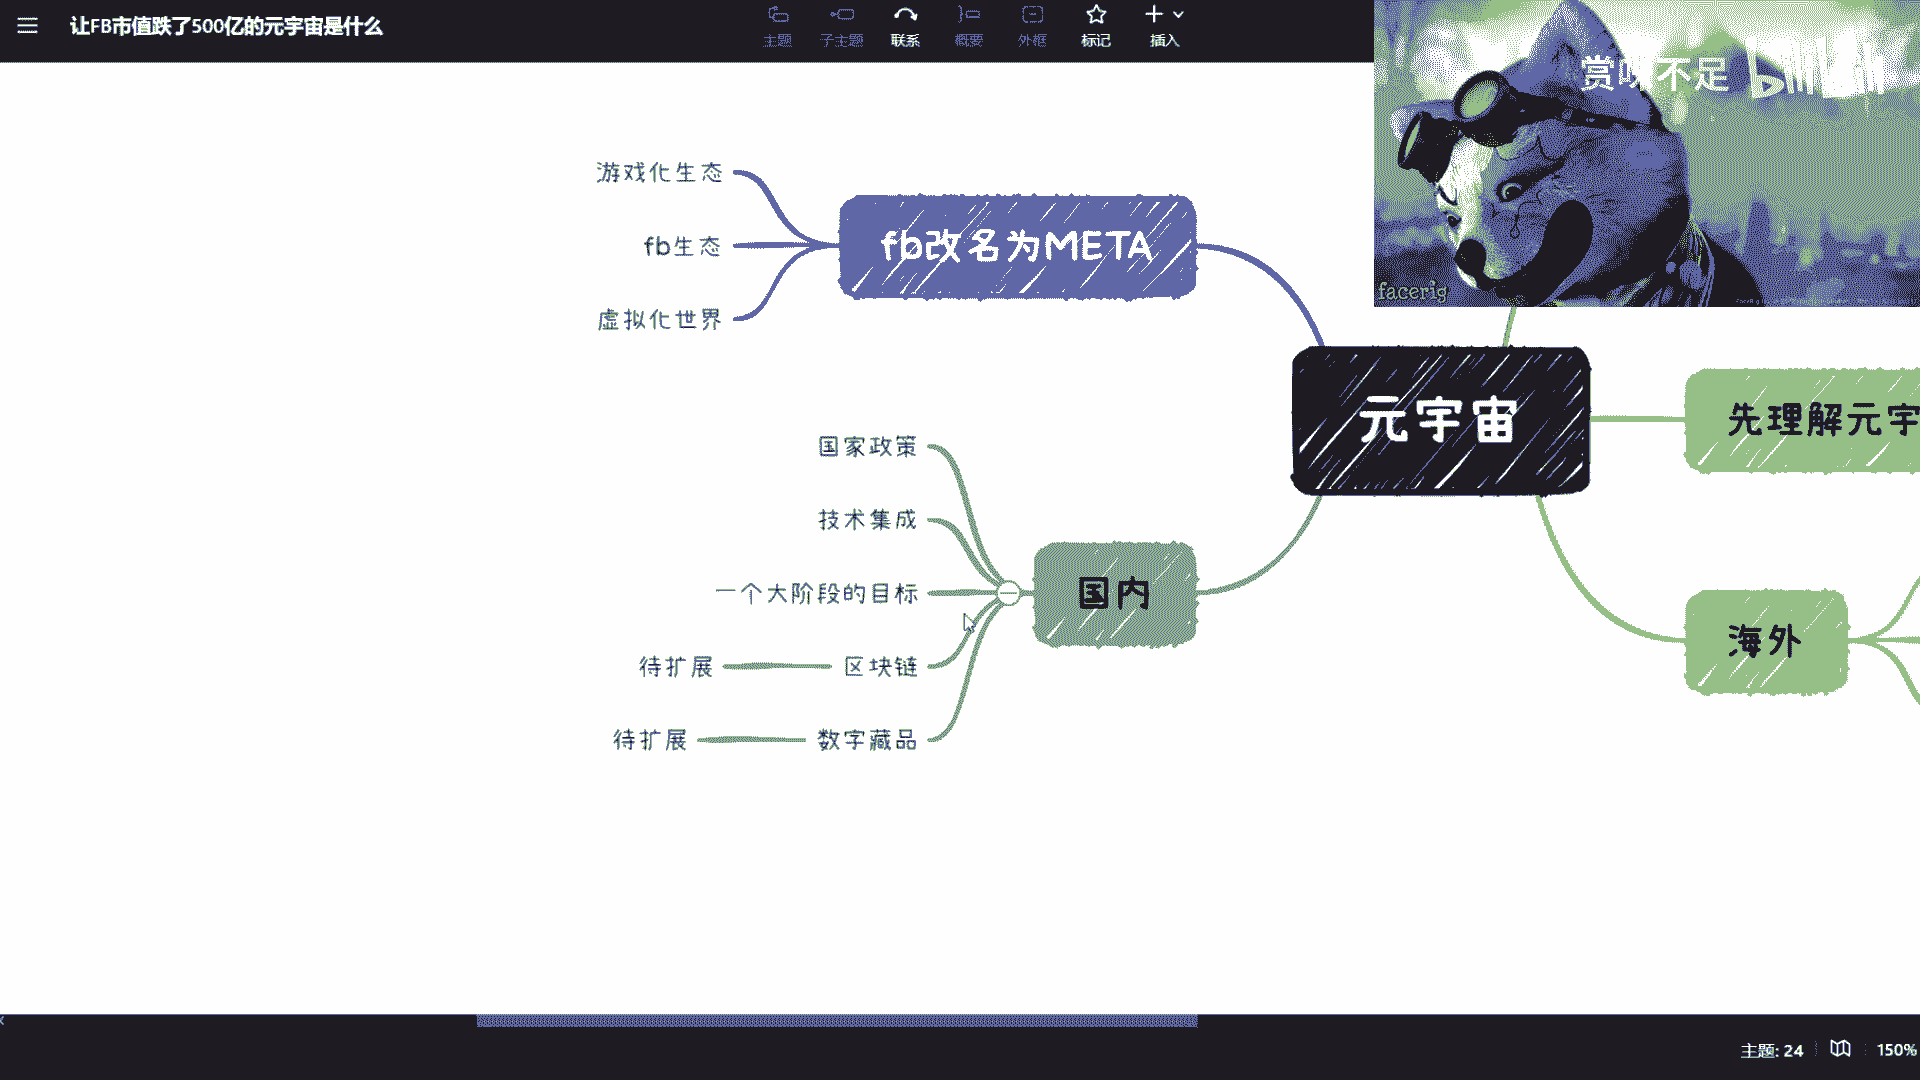 让FB市值跌了500亿的元宇宙是什么
主题 子主题 联系 概要 外框 标记 插入
赏 不足 bilibili
facerig
游戏化生态
fb生态
虚拟化世界
fb改名为META
元宇宙
先理解元宇
国家政策
技术集成
一个大阶段的目标
待扩展 区块链
待扩展 数字藏品
国内
海外
主题: 24 150%